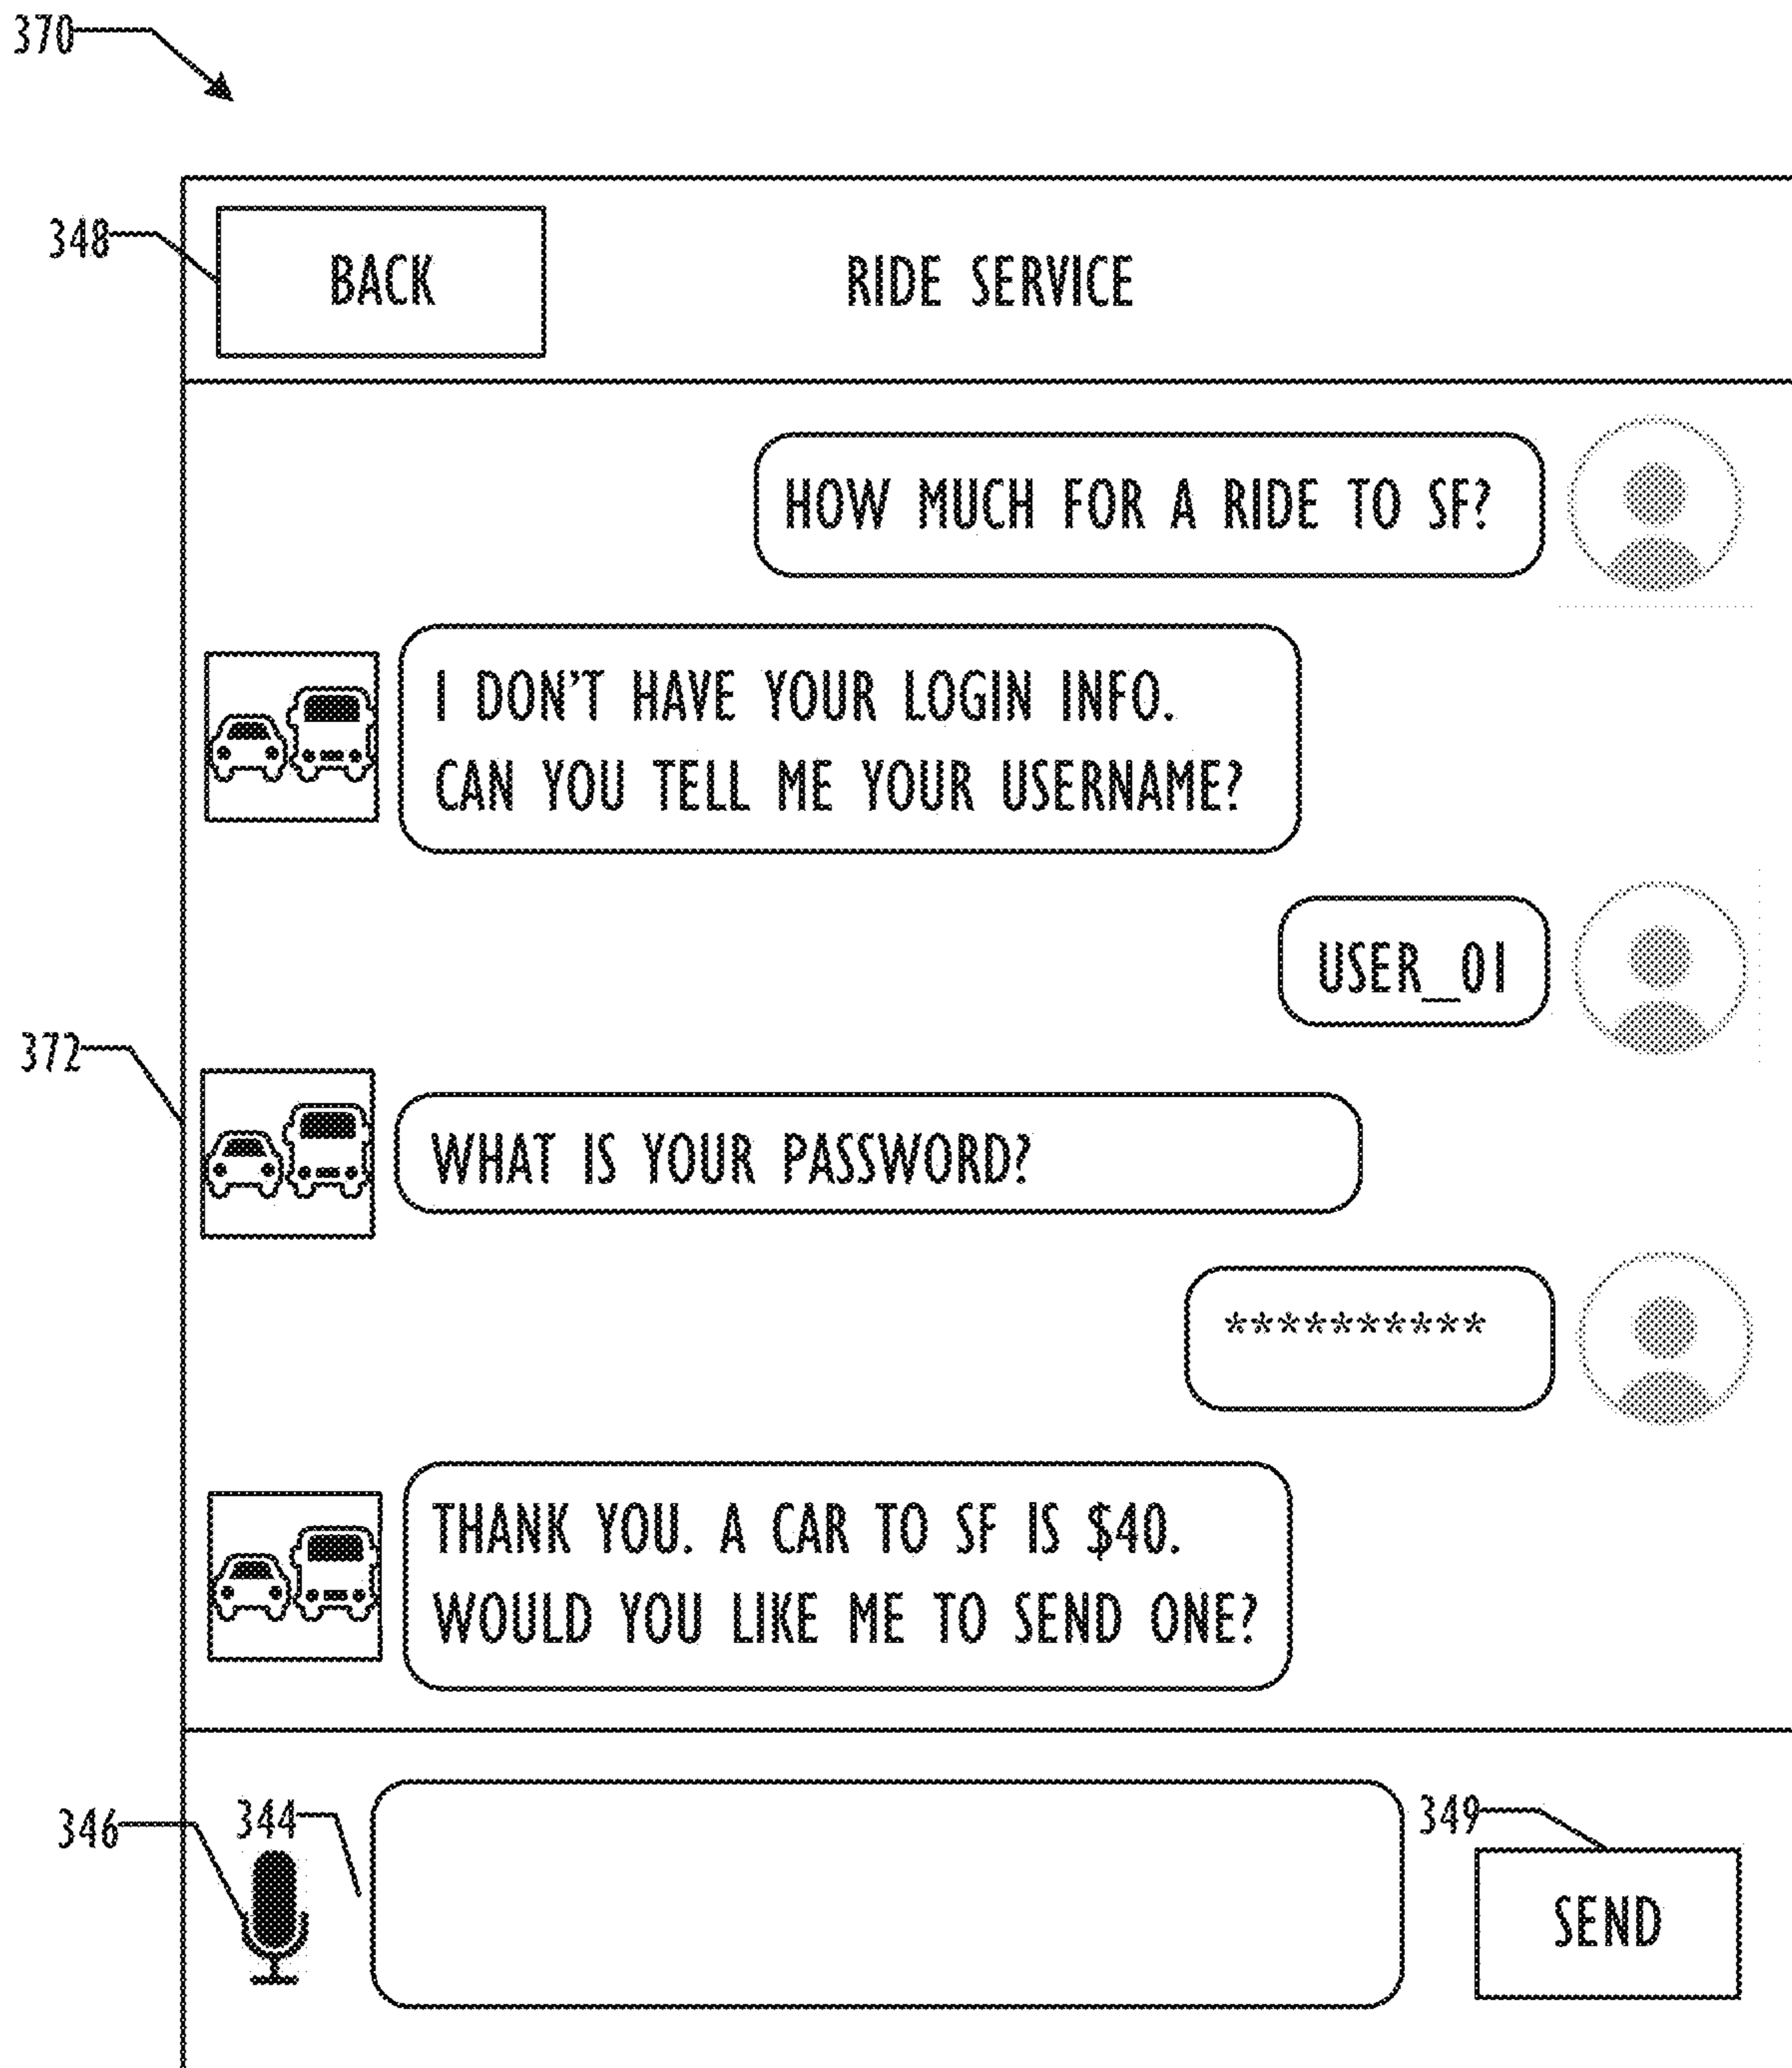 370
348
BACK
RIDE SERVICE
HOW MUCH FOR A RIDE TO SF?
I DON'T HAVE YOUR LOGIN INFO.
CAN YOU TELL ME YOUR USERNAME?
USER_01
372
WHAT IS YOUR PASSWORD?
**********
THANK YOU. A CAR TO SF IS $40.
WOULD YOU LIKE ME TO SEND ONE?
346
344
349
SEND